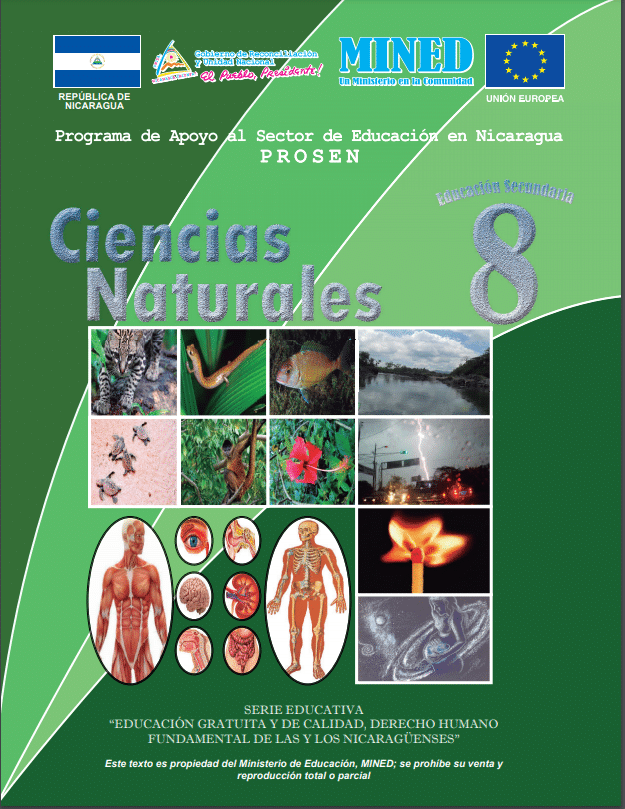 REPÚBLICA DE
NICARAGUA
Gobierno de Reconciliación
y Unidad Nacional
El Pueblo, Presidente!
MINED
Un Ministerio en la Comunidad
UNIÓN EUROPEA
Programa de Apoyo al Sector de Educación en Nicaragua
PROSEN
Educación Secundaria
Ciencias
Naturales
8
SERIE EDUCATIVA
“EDUCACIÓN GRATUITA Y DE CALIDAD, DERECHO HUMANO
FUNDAMENTAL DE LAS Y LOS NICARAGÜENSES”
Este texto es propiedad del Ministerio de Educación, MINED; se prohíbe su venta y
reproducción total o parcial